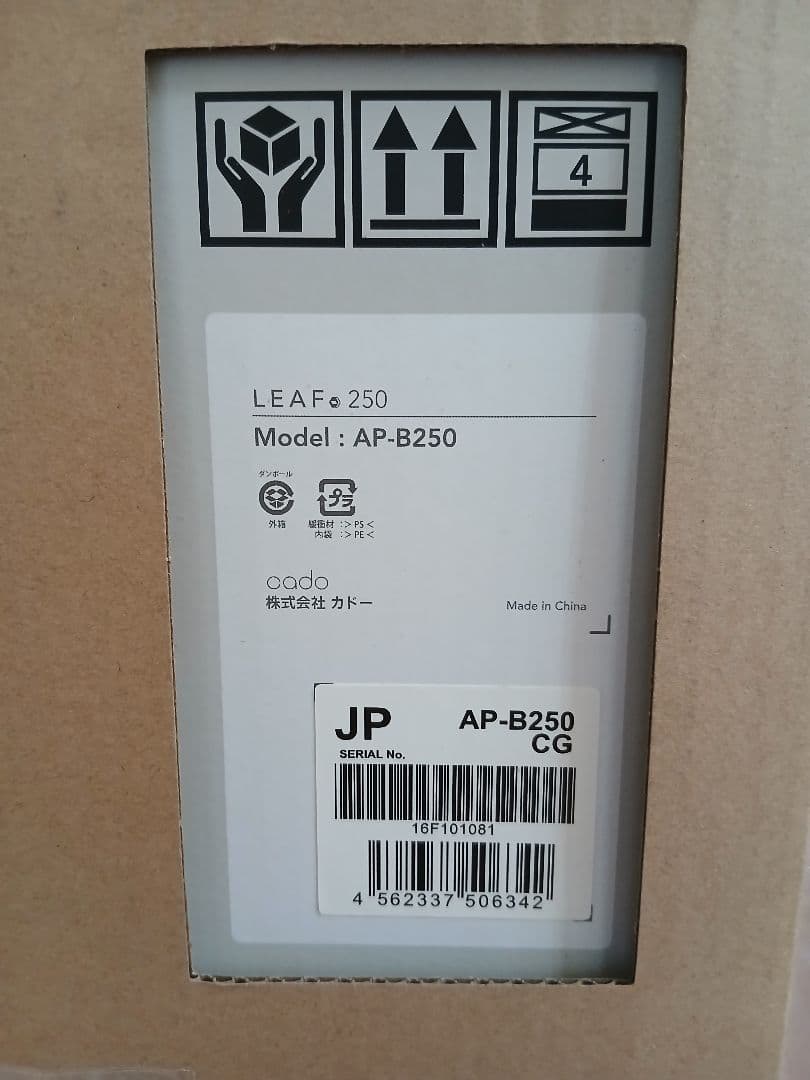 4
LEAF 250
Model : AP-B250
ダンボール
プラ
外箱
緩衝材 :> PS <
内袋 :> PE <
cado
株式会社 カドー
Made in China
JP AP-B250
CG
SERIAL No.
16F101081
4 562337 506342